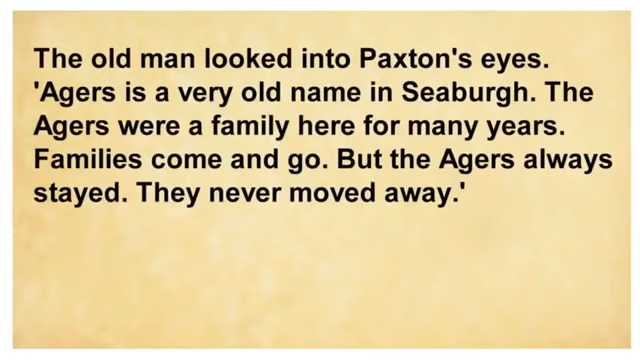 The old man looked into Paxton's eyes.
'Agers is a very old name in Seaburgh. The
Agers were a family here for many years.
Families come and go. But the Agers always
stayed. They never moved away.'